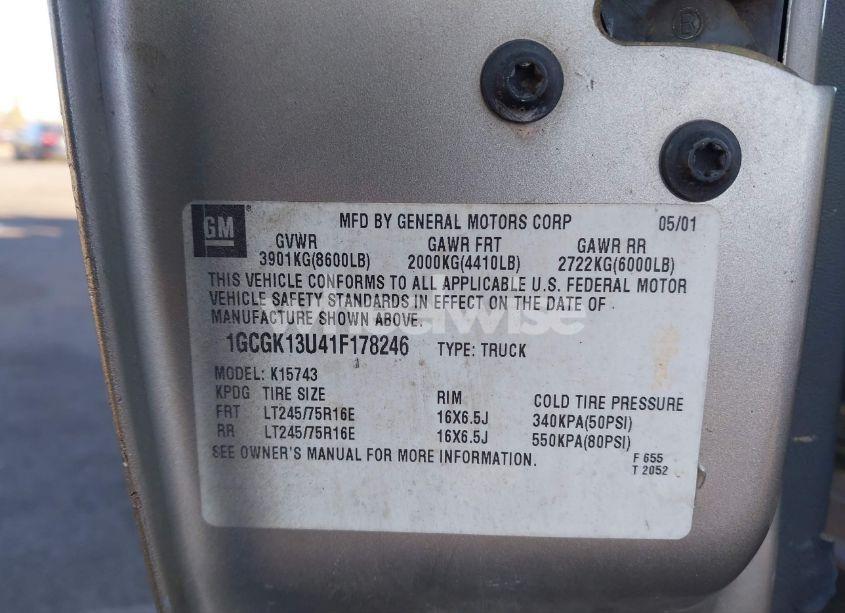 GM
MFD BY GENERAL MOTORS CORP 05/01
GVWR GAWR FRT GAWR RR
3901KG(8600LB) 2000KG(4410LB) 2722KG(6000LB)
THIS VEHICLE CONFORMS TO ALL APPLICABLE U.S. FEDERAL MOTOR
VEHICLE SAFETY STANDARDS IN EFFECT ON THE DATE OF
MANUFACTURE SHOWN ABOVE.
wheelwise
1GCGK13U41F178246 TYPE: TRUCK
MODEL: K15743
KPDG TIRE SIZE RIM COLD TIRE PRESSURE
FRT LT245/75R16E 16X6.5J 340KPA(50PSI)
RR LT245/75R16E 16X6.5J 550KPA(80PSI)
SEE OWNER'S MANUAL FOR MORE INFORMATION.
F 655
T 2052